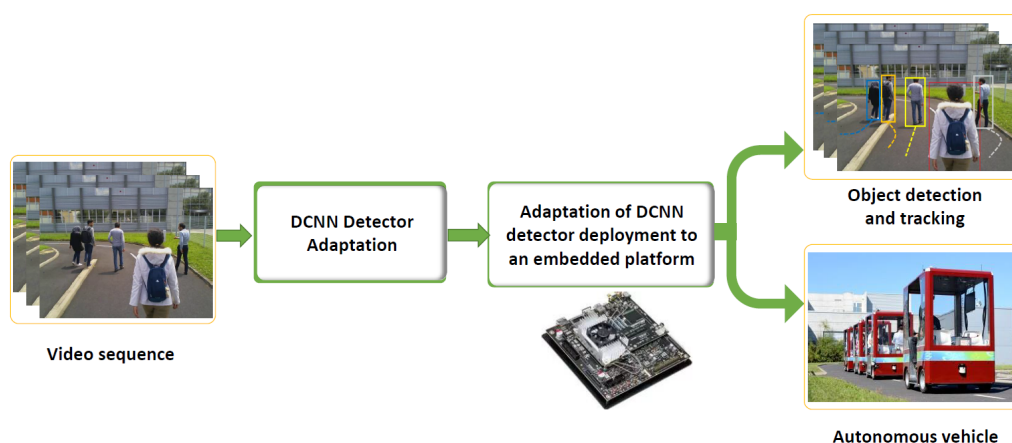 Video sequence
DCNN Detector
Adaptation
Adaptation of DCNN
detector deployment to
an embedded platform
Object detection
and tracking
Autonomous vehicle